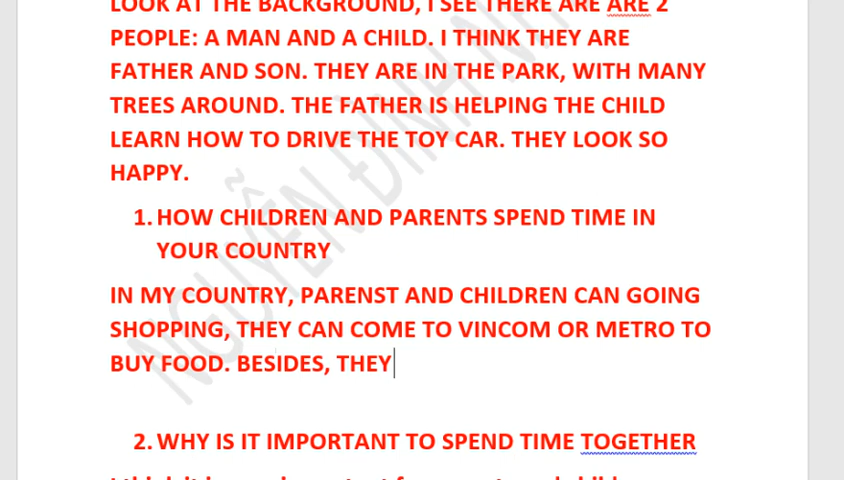 LOOK AT THE BACKGROUND, I SEE THERE ARE ARE 2
PEOPLE: A MAN AND A CHILD. I THINK THEY ARE
FATHER AND SON. THEY ARE IN THE PARK, WITH MANY
TREES AROUND. THE FATHER IS HELPING THE CHILD
LEARN HOW TO DRIVE THE TOY CAR. THEY LOOK SO
HAPPY.
1. HOW CHILDREN AND PARENTS SPEND TIME IN
YOUR COUNTRY
IN MY COUNTRY, PARENST AND CHILDREN CAN GOING
SHOPPING, THEY CAN COME TO VINCOM OR METRO TO
BUY FOOD. BESIDES, THEY
2. WHY IS IT IMPORTANT TO SPEND TIME TOGETHER
NGUYỄN ĐÌNH